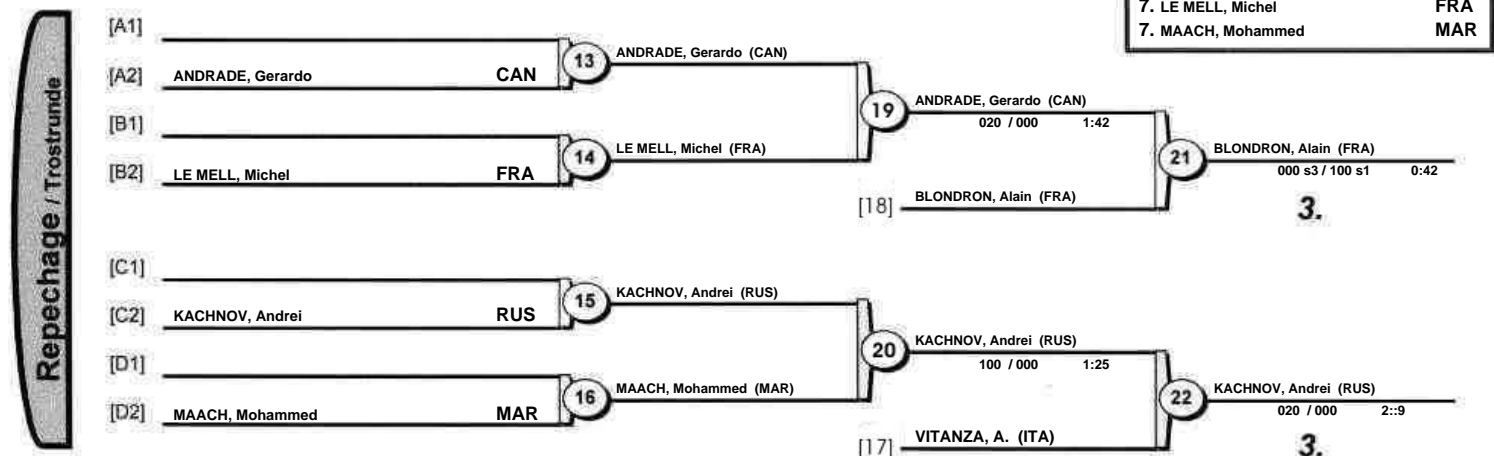 7. LE MELL, Michel FRA
7. MAACH, Mohammed MAR
Repechage / Trostrunde
[A1]
[A2] ANDRADE, Gerardo CAN
13
ANDRADE, Gerardo (CAN)
[B1]
[B2] LE MELL, Michel FRA
14
LE MELL, Michel (FRA)
19
ANDRADE, Gerardo (CAN)
020 / 000 1:42
[18] BLONDRON, Alain (FRA)
21
BLONDRON, Alain (FRA)
000 s3 / 100 s1 0:42
3.
[C1]
[C2] KACHNOV, Andrei RUS
15
KACHNOV, Andrei (RUS)
[D1]
[D2] MAACH, Mohammed MAR
16
MAACH, Mohammed (MAR)
20
KACHNOV, Andrei (RUS)
100 / 000 1:25
[17] VITANZA, A. (ITA)
22
KACHNOV, Andrei (RUS)
020 / 000 2::9
3.